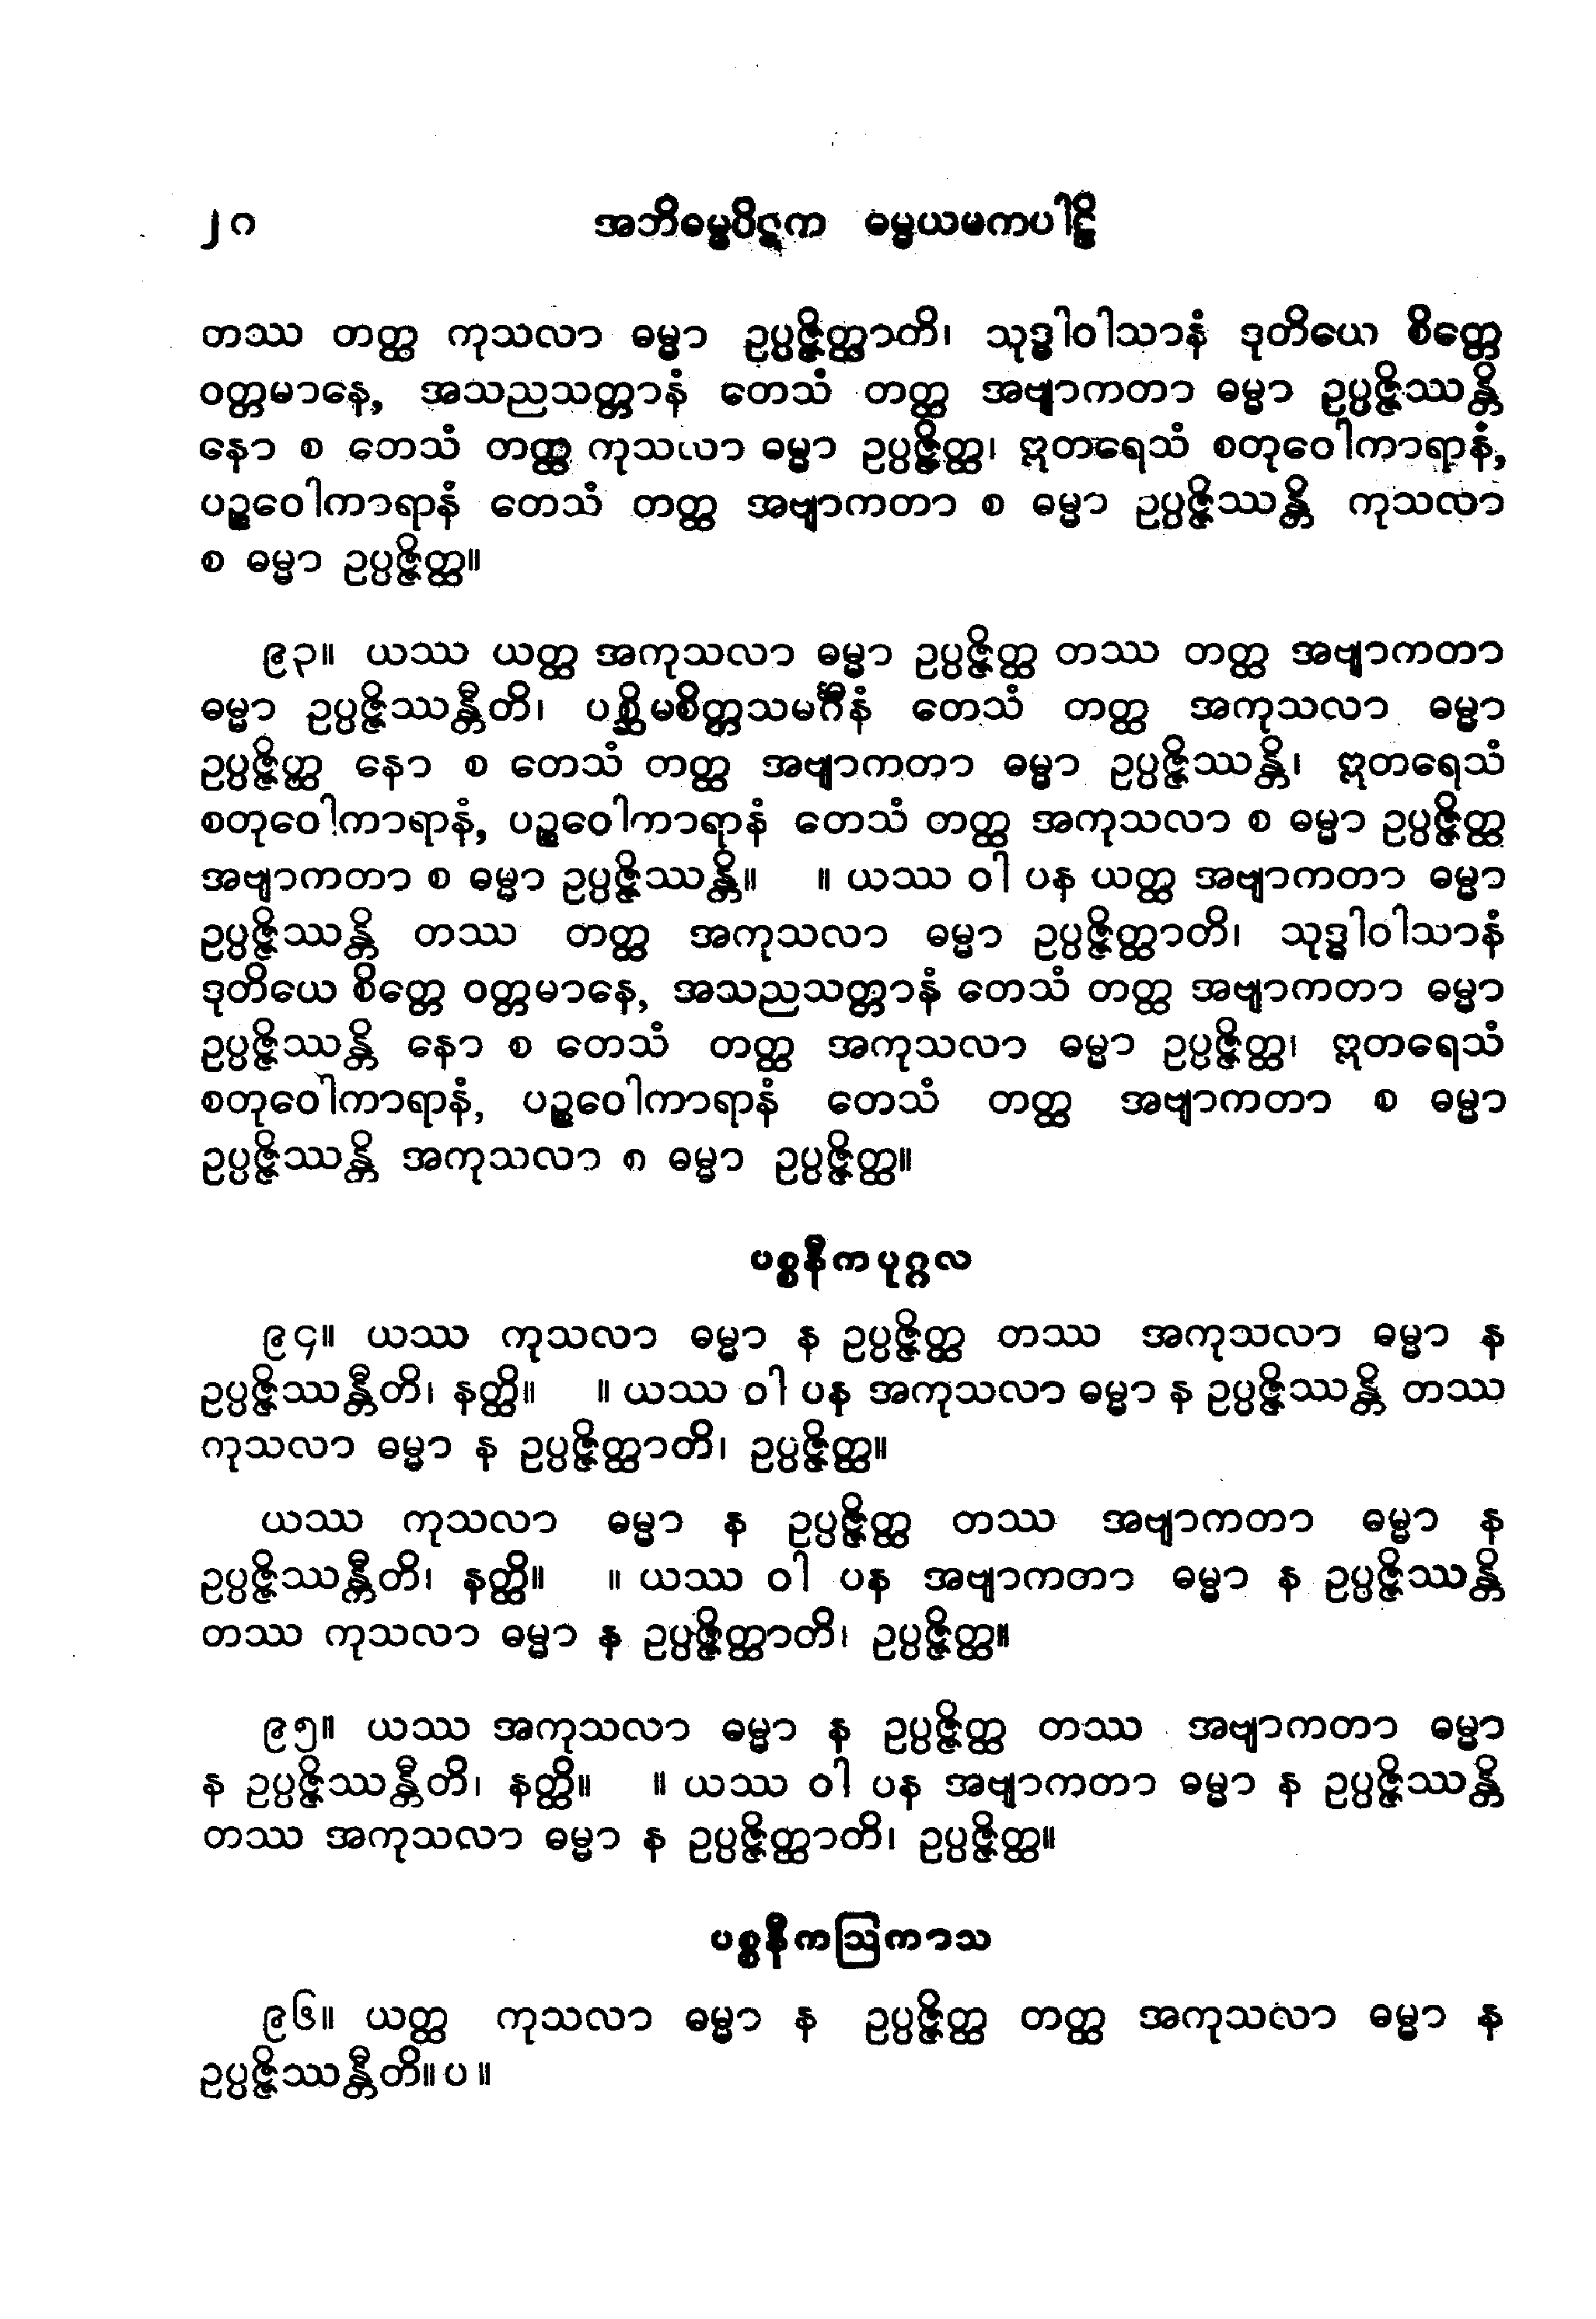 ၂၀ အဘိဓမ္မပိဋက ဓမ္မယမကပါဠိ
တဿ တတ္ထ ကုသလာ ဓမ္မာ ဥပ္ပဇ္ဇိတ္ထာတိ၊ သုဒ္ဓါဝါသာနံ ဒုတိယေ စိတ္တေ
ဝတ္တမာနေ, အသညသတ္တာနံ တေသံ တတ္ထ အဗျာကတာ ဓမ္မာ ဥပ္ပဇ္ဇိဿန္တိ
နော စ တေသံ တတ္ထ ကုသလာ ဓမ္မာ ဥပ္ပဇ္ဇိတ္ထ၊ ဣတရေသံ စတုဝေါကာရာနံ,
ပဉ္စဝေါကာရာနံ တေသံ တတ္ထ အဗျာကတာ စ ဓမ္မာ ဥပ္ပဇ္ဇိဿန္တိ ကုသလာ
စ ဓမ္မာ ဥပ္ပဇ္ဇိတ္ထ။
၉၃။ ယဿ ယတ္ထ အကုသလာ ဓမ္မာ ဥပ္ပဇ္ဇိတ္ထ တဿ တတ္ထ အဗျာကတာ
ဓမ္မာ ဥပ္ပဇ္ဇိဿန္တီတိ၊ ပစ္ဆိမစိတ္တသမင်္ဂီနံ တေသံ တတ္ထ အကုသလာ ဓမ္မာ
ဥပ္ပဇ္ဇိတ္ထ နော စ တေသံ တတ္ထ အဗျာကတာ ဓမ္မာ ဥပ္ပဇ္ဇိဿန္တိ၊ ဣတရေသံ
စတုဝေါကာရာနံ, ပဉ္စဝေါကာရာနံ တေသံ တတ္ထ အကုသလာ စ ဓမ္မာ ဥပ္ပဇ္ဇိတ္ထ
အဗျာကတာ စ ဓမ္မာ ဥပ္ပဇ္ဇိဿန္တိ။ ။ ယဿ ဝါ ပန ယတ္ထ အဗျာကတာ ဓမ္မာ
ဥပ္ပဇ္ဇိဿန္တိ တဿ တတ္ထ အကုသလာ ဓမ္မာ ဥပ္ပဇ္ဇိတ္ထာတိ၊ သုဒ္ဓါဝါသာနံ
ဒုတိယေ စိတ္တေ ဝတ္တမာနေ, အသညသတ္တာနံ တေသံ တတ္ထ အဗျာကတာ ဓမ္မာ
ဥပ္ပဇ္ဇိဿန္တိ နော စ တေသံ တတ္ထ အကုသလာ ဓမ္မာ ဥပ္ပဇ္ဇိတ္ထ၊ ဣတရေသံ
စတုဝေါကာရာနံ, ပဉ္စဝေါကာရာနံ တေသံ တတ္ထ အဗျာကတာ စ ဓမ္မာ
ဥပ္ပဇ္ဇိဿန္တိ အကုသလာ စ ဓမ္မာ ဥပ္ပဇ္ဇိတ္ထ။
ပစ္စနီကပုဂ္ဂလ
၉၄။ ယဿ ကုသလာ ဓမ္မာ န ဥပ္ပဇ္ဇိတ္ထ တဿ အကုသလာ ဓမ္မာ န
ဥပ္ပဇ္ဇိဿန္တီတိ၊ နတ္ထိ။ ။ ယဿ ဝါ ပန အကုသလာ ဓမ္မာ န ဥပ္ပဇ္ဇိဿန္တိ တဿ
ကုသလာ ဓမ္မာ န ဥပ္ပဇ္ဇိတ္ထာတိ၊ ဥပ္ပဇ္ဇိတ္ထ။
ယဿ ကုသလာ ဓမ္မာ န ဥပ္ပဇ္ဇိတ္ထ တဿ အဗျာကတာ ဓမ္မာ န
ဥပ္ပဇ္ဇိဿန္တီတိ၊ နတ္ထိ။ ။ ယဿ ဝါ ပန အဗျာကတာ ဓမ္မာ န ဥပ္ပဇ္ဇိဿန္တိ
တဿ ကုသလာ ဓမ္မာ န ဥပ္ပဇ္ဇိတ္ထာတိ၊ ဥပ္ပဇ္ဇိတ္ထ။
၉၅။ ယဿ အကုသလာ ဓမ္မာ န ဥပ္ပဇ္ဇိတ္ထ တဿ အဗျာကတာ ဓမ္မာ
န ဥပ္ပဇ္ဇိဿန္တီတိ၊ နတ္ထိ။ ။ ယဿ ဝါ ပန အဗျာကတာ ဓမ္မာ န ဥပ္ပဇ္ဇိဿန္တိ
တဿ အကုသလာ ဓမ္မာ န ဥပ္ပဇ္ဇိတ္ထာတိ၊ ဥပ္ပဇ္ဇိတ္ထ။
ပစ္စနီကဩကာသ
၉၆။ ယတ္ထ ကုသလာ ဓမ္မာ န ဥပ္ပဇ္ဇိတ္ထ တတ္ထ အကုသလာ ဓမ္မာ န
ဥပ္ပဇ္ဇိဿန္တီတိ။ပ။